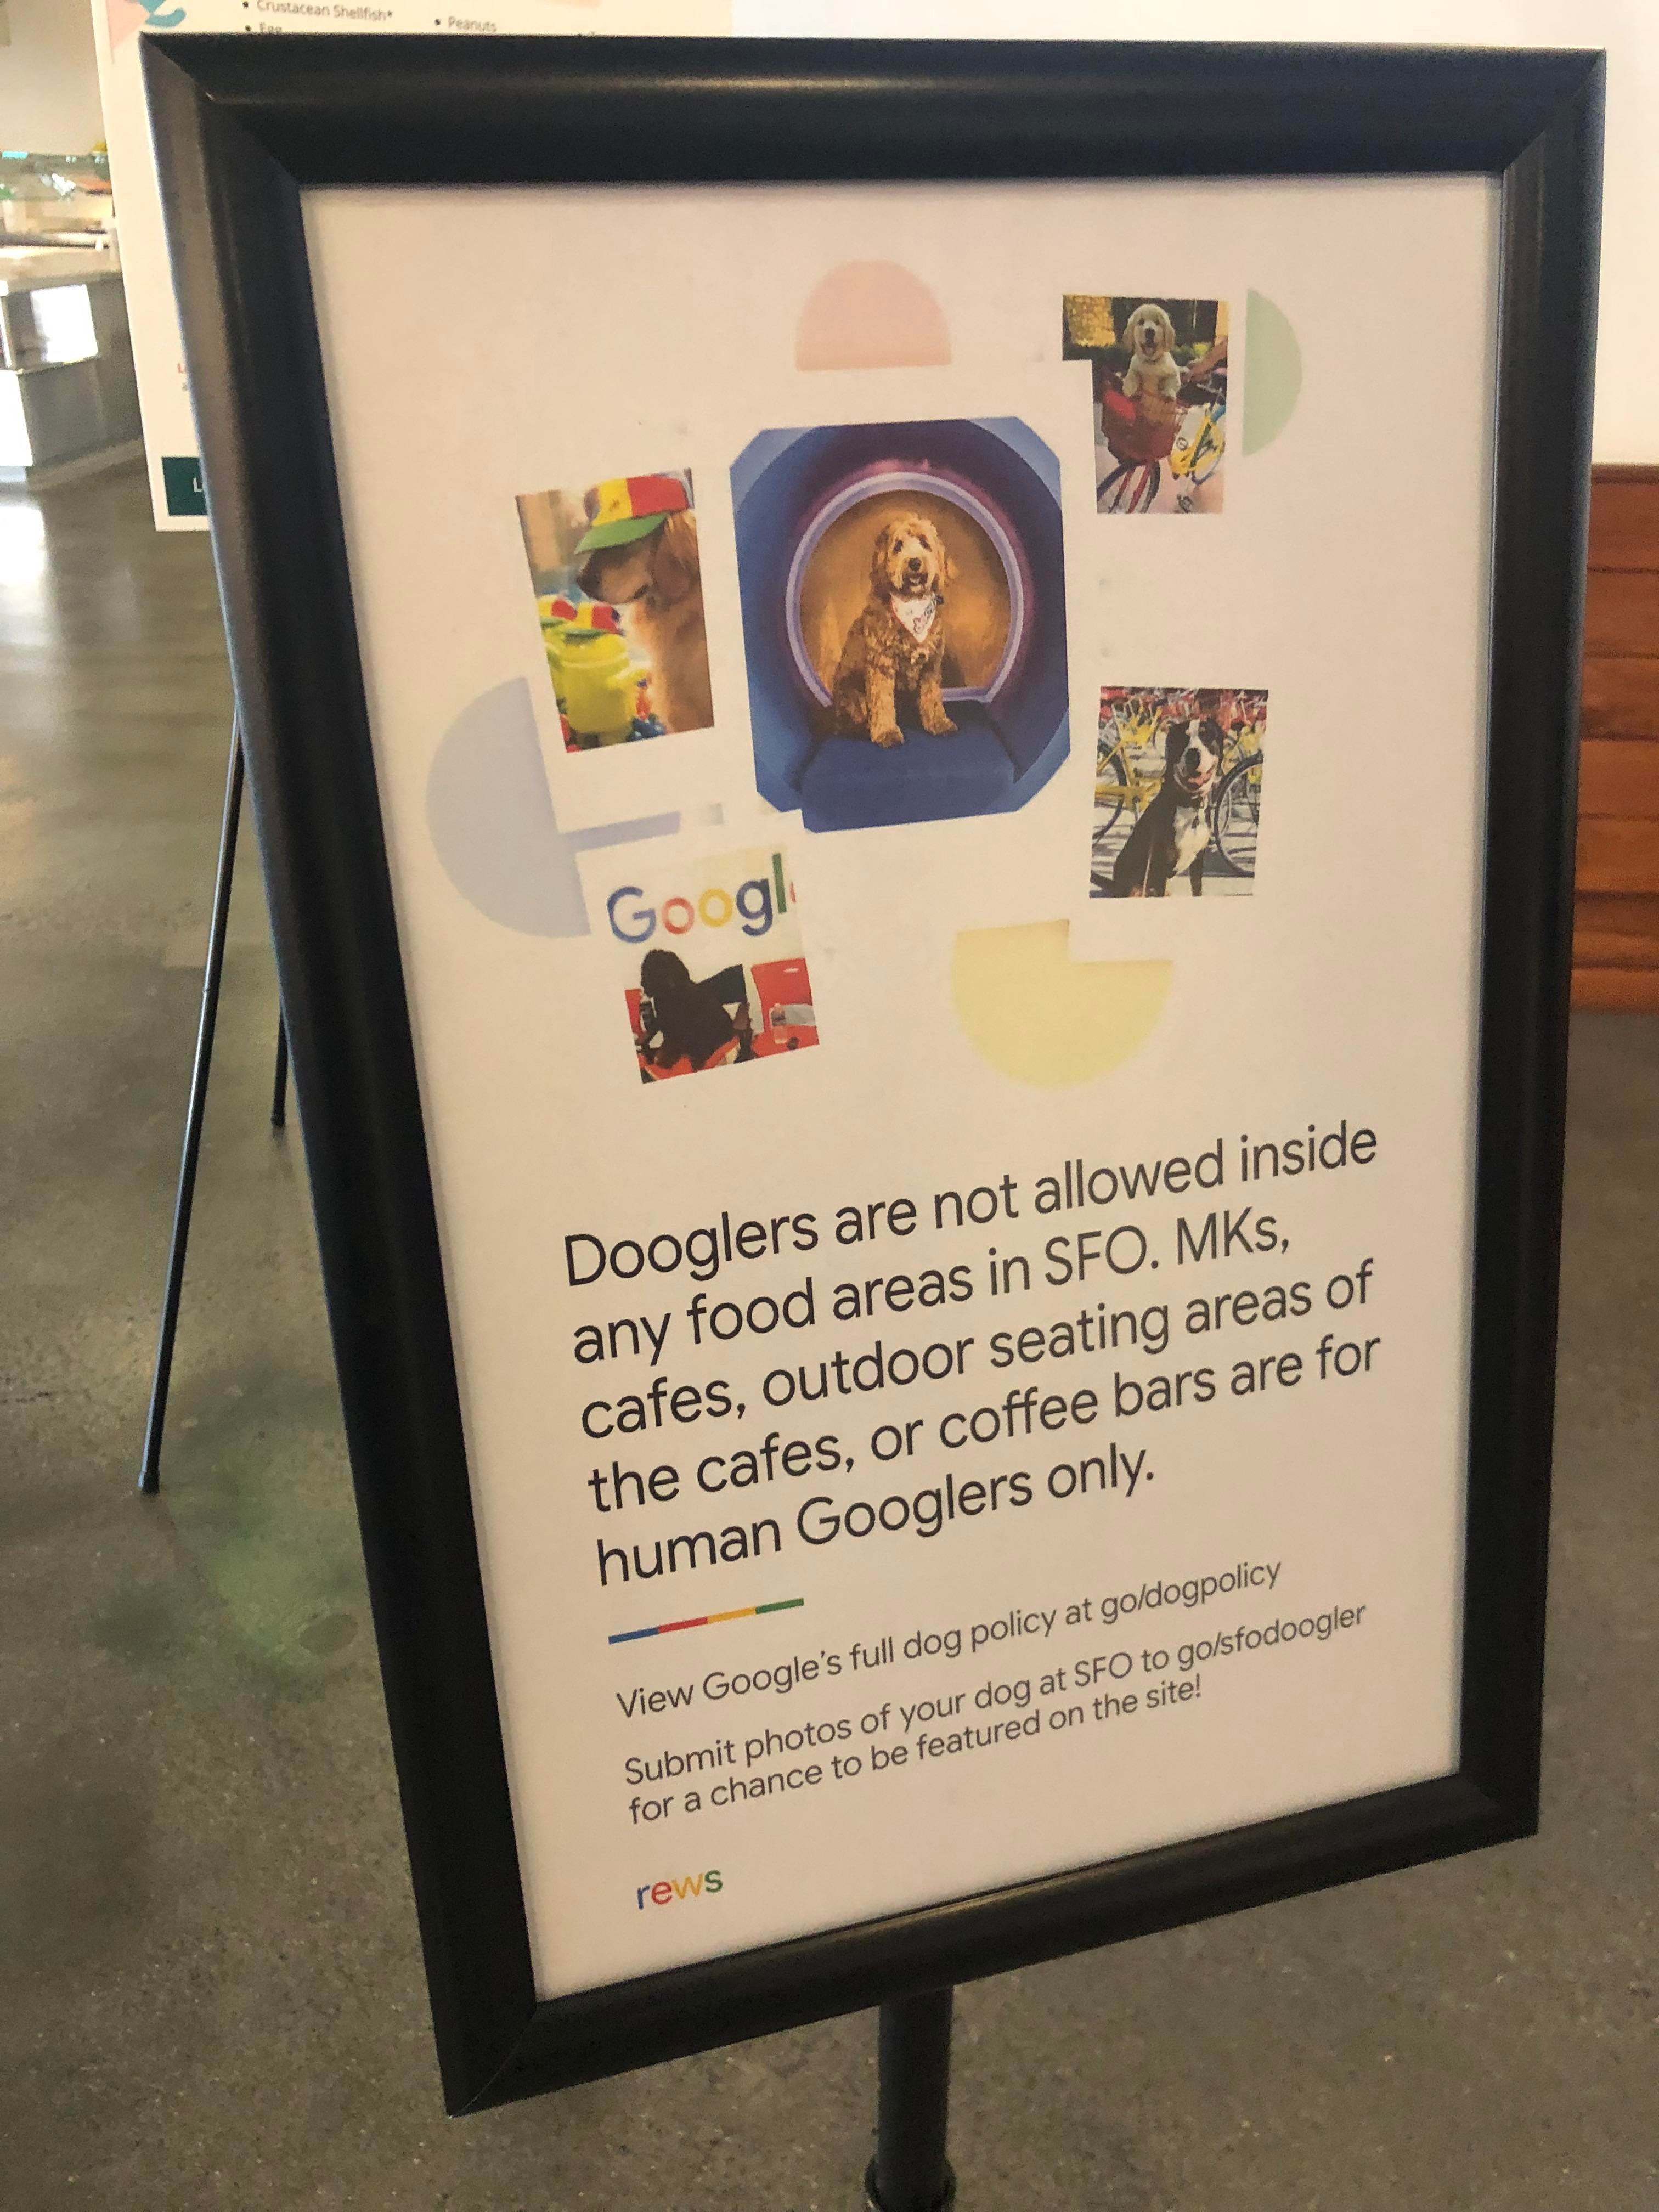 • Crustacean Shellfish*
• Egg
• Peanuts
Googl
Dooglers are not allowed inside
any food areas in SFO. MKs,
cafes, outdoor seating areas of
the cafes, or coffee bars are for
human Googlers only.
View Google's full dog policy at go/dogpolicy
Submit photos of your dog at SFO to go/sfodoogler
for a chance to be featured on the site!
rews